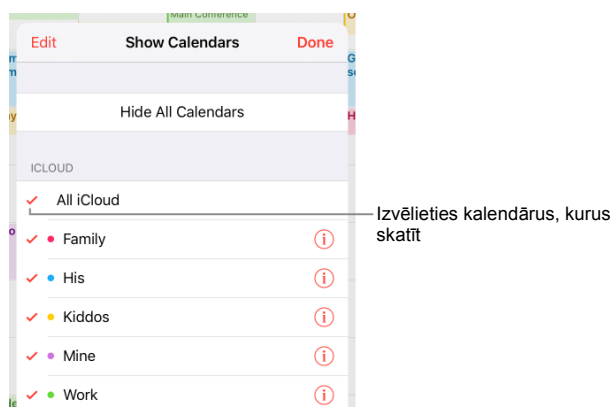 Main Conference
Edit Show Calendars Done
Hide All Calendars
ICLOUD
All iCloud
Izvēlieties kalendārus, kurus
skatīt
Family
His
Kiddos
Mine
Work